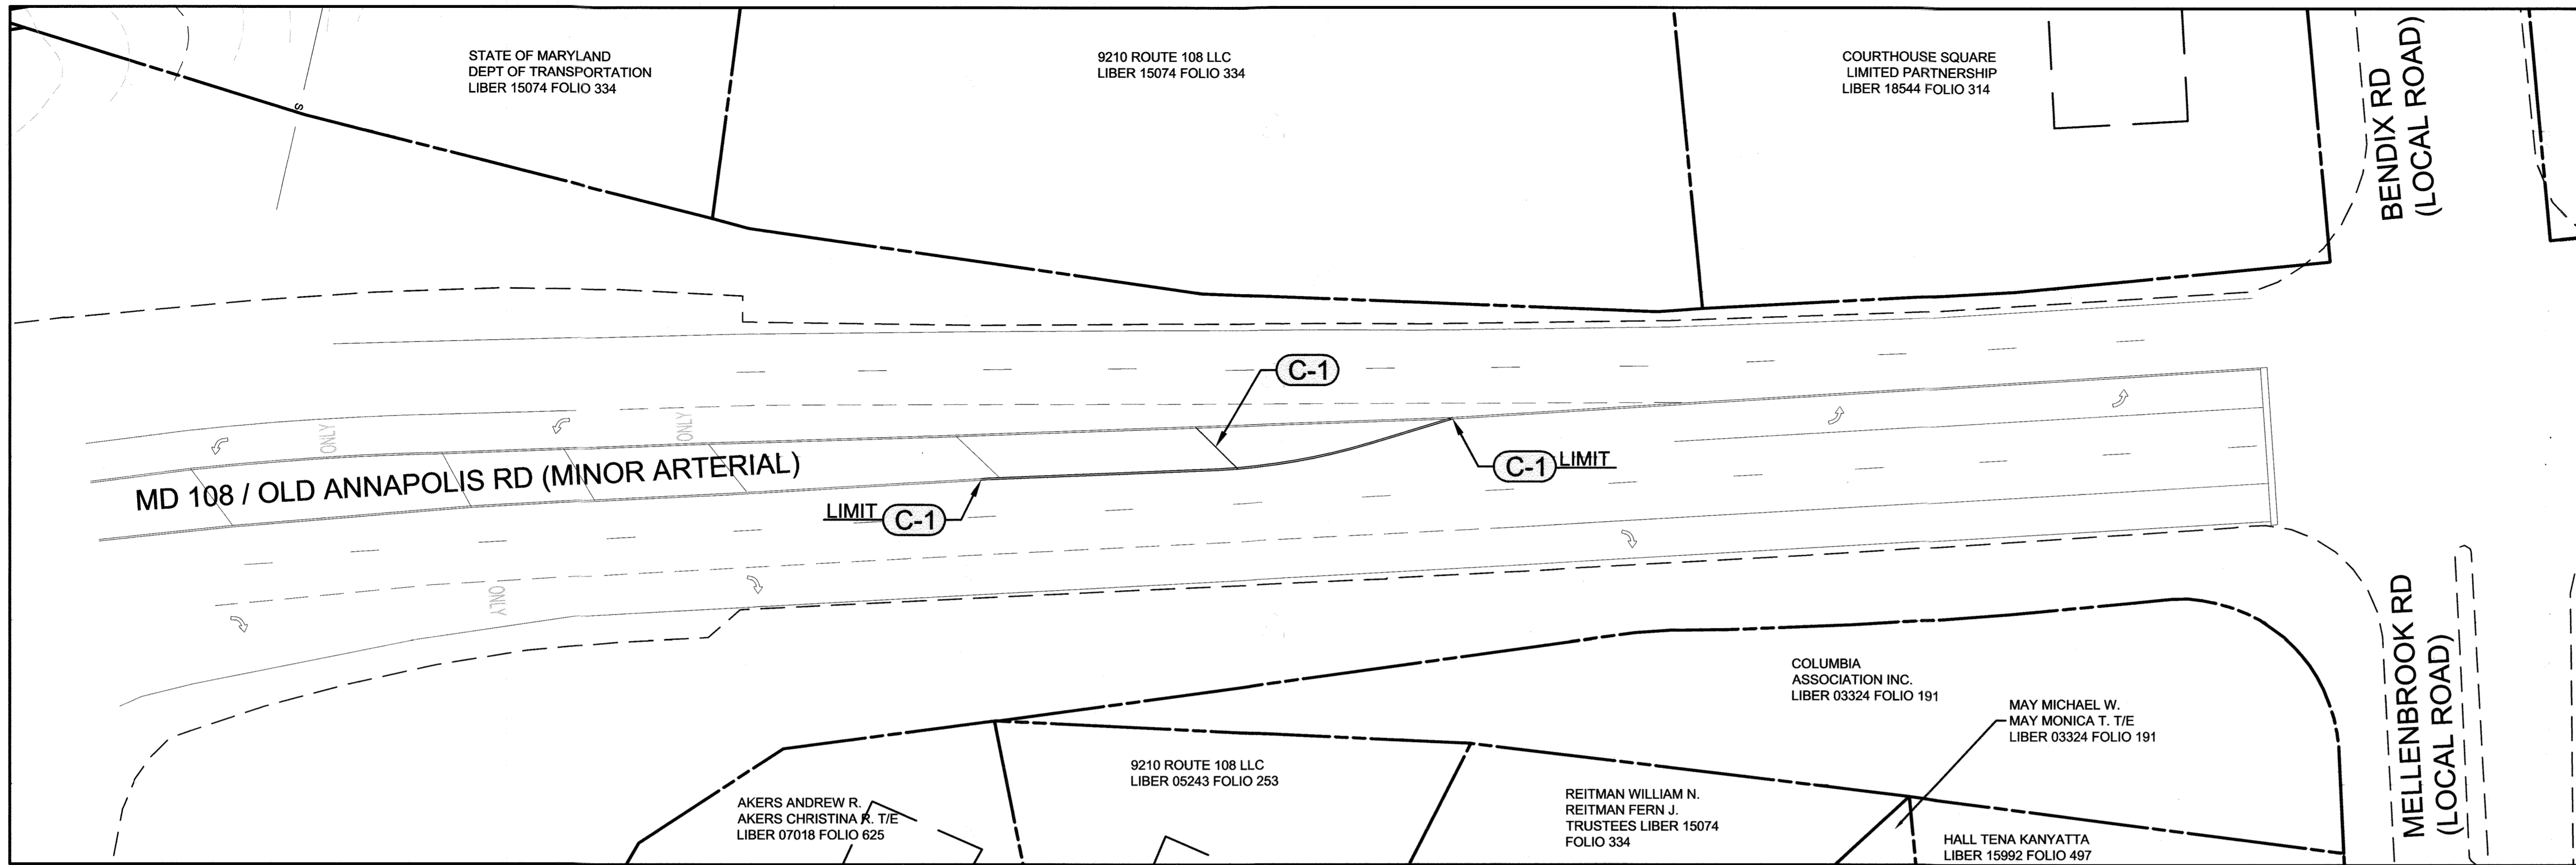 STATE OF MARYLAND
DEPT OF TRANSPORTATION
LIBER 15074 FOLIO 334
9210 ROUTE 108 LLC
LIBER 15074 FOLIO 334
COURTHOUSE SQUARE
LIMITED PARTNERSHIP
LIBER 18544 FOLIO 314
BENDIX RD
(LOCAL ROAD)
S
C-1
ONLY
ONLY
C-1 LIMIT
MD 108 / OLD ANNAPOLIS RD (MINOR ARTERIAL)
LIMIT C-1
ONLY
COLUMBIA
ASSOCIATION INC.
LIBER 03324 FOLIO 191
MAY MICHAEL W.
MAY MONICA T. T/E
LIBER 03324 FOLIO 191
MELLENBROOK RD
(LOCAL ROAD)
9210 ROUTE 108 LLC
LIBER 05243 FOLIO 253
AKERS ANDREW R.
AKERS CHRISTINA R. T/E
LIBER 07018 FOLIO 625
REITMAN WILLIAM N.
REITMAN FERN J.
TRUSTEES LIBER 15074
FOLIO 334
HALL TENA KANYATTA
LIBER 15992 FOLIO 497